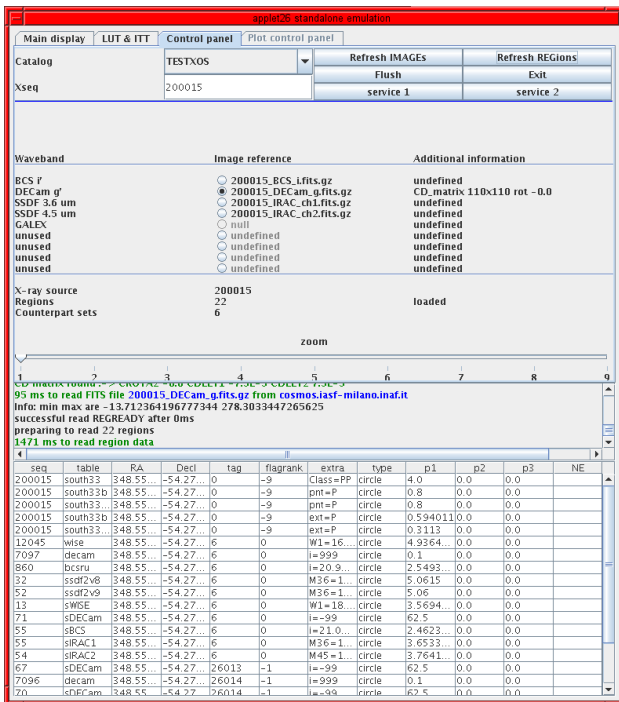 applet26 standalone emulation
Main display LUT & ITT Control panel Plot control panel
Catalog TESTXOS Refresh IMAGEs Refresh REGions
Flush Exit
Xseq 200015 service 1 service 2
Waveband Image reference Additional information
BCS i' 200015_BCS_i.fits.gz undefined
DECam g' 200015_DECam_g.fits.gz CD_matrix 110x110 rot -0.0
SSDF 3.6 um 200015_IRAC_ch1.fits.gz undefined
SSDF 4.5 um 200015_IRAC_ch2.fits.gz undefined
GALEX null undefined
unused undefined undefined
unused undefined undefined
unused undefined undefined
unused undefined undefined
X-ray source 200015
Regions 22 loaded
Counterpart sets 6
zoom
1 2 3 4 5 6 7 8 9
95 ms to read FITS file 200015_DECam_g.fits.gz from cosmos.iasf-milano.inaf.it
Info: min max are -13.712364196777344 278.3033447265625
successful read REGREADY after 0ms
preparing to read 22 regions
1471 ms to read region data
seq table RA Decl tag flagrank extra type p1 p2 p3 NE
200015 south33 348.55... -54.27... 0 -9 Class=PP circle 4.0 0.0 0.0
200015 south33b 348.55... -54.27... 0 -9 pnt=P circle 0.8 0.0 0.0
200015 south33... 348.55... -54.27... 0 -9 pnt=P circle 0.8 0.0 0.0
200015 south33b 348.55... -54.27... 0 -9 ext=P circle 0.594011 0.0 0.0
200015 south33... 348.55... -54.27... 0 -9 ext=P circle 0.3113 0.0 0.0
12045 wise 348.55... -54.27... 6 0 W1=16... circle 4.9364... 0.0 0.0
7097 decam 348.55... -54.27... 6 0 i=999 circle 0.1 0.0 0.0
860 bcsru 348.55... -54.27... 6 0 i=20.9... circle 2.5493... 0.0 0.0
32 ssdf2v8 348.55... -54.27... 6 0 M36=1... circle 5.0615 0.0 0.0
52 ssdf2v9 348.55... -54.27... 6 0 M36=1... circle 5.06 0.0 0.0
13 sWISE 348.55... -54.27... 6 0 W1=18.... circle 3.5694... 0.0 0.0
71 sDECam 348.55... -54.27... 6 0 i=-99 circle 62.5 0.0 0.0
55 sBCS 348.55... -54.27... 6 0 i=21.0... circle 2.4623... 0.0 0.0
55 sIRAC1 348.55... -54.27... 6 0 M36=1... circle 3.6533... 0.0 0.0
54 sIRAC2 348.55... -54.27... 6 0 M45=1... circle 3.7641... 0.0 0.0
67 sDECam 348.55... -54.27... 26013 -1 i=-99 circle 62.5 0.0 0.0
7096 decam 348.55... -54.27... 26014 -1 i=999 circle 0.1 0.0 0.0
70 sDECam 348.55... -54.27... 26014 -1 i=-99 circle 62.5 0.0 0.0